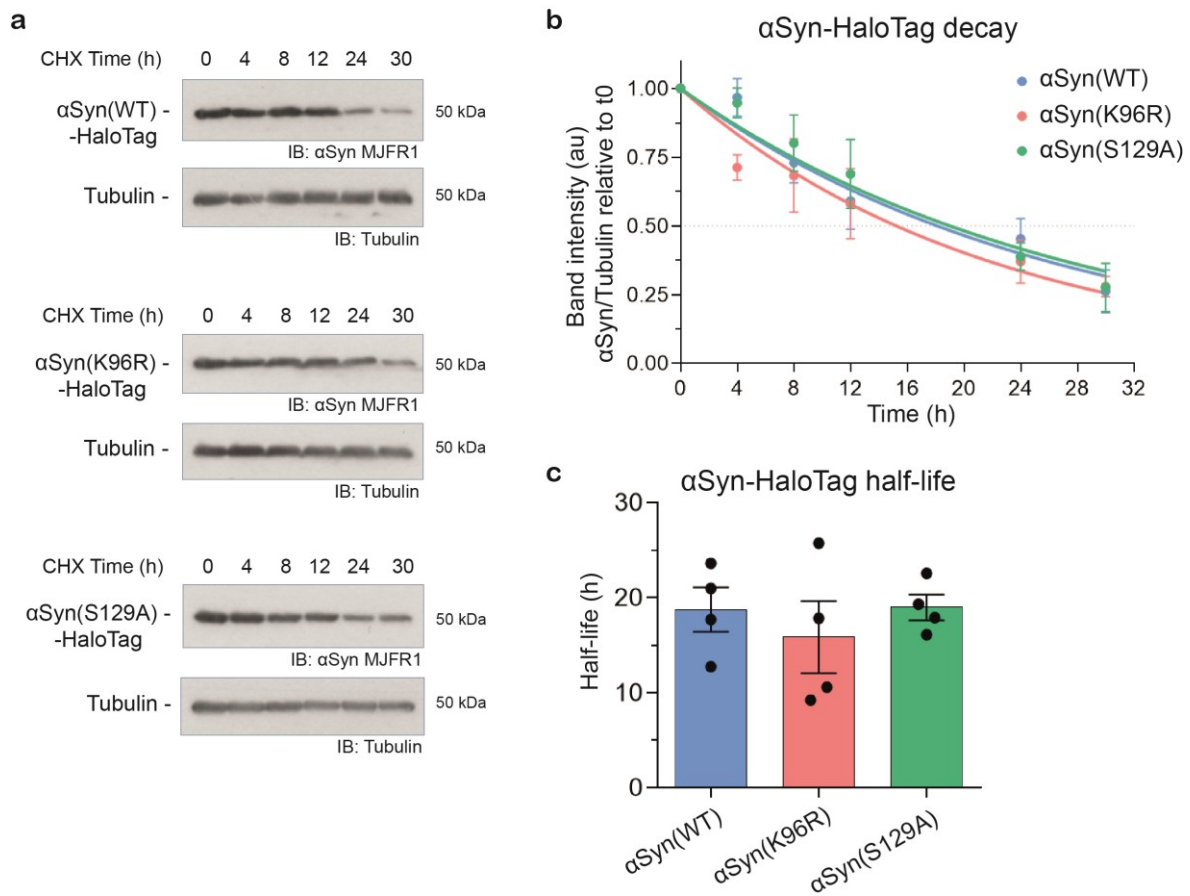 a
CHX Time (h) 0 4 8 12 24 30
αSyn(WT) -
-HaloTag
50 kDa
IB: αSyn MJFR1
Tubulin -
50 kDa
IB: Tubulin
CHX Time (h) 0 4 8 12 24 30
αSyn(K96R) -
-HaloTag
50 kDa
IB: αSyn MJFR1
Tubulin -
50 kDa
IB: Tubulin
CHX Time (h) 0 4 8 12 24 30
αSyn(S129A) -
-HaloTag
50 kDa
IB: αSyn MJFR1
Tubulin -
50 kDa
IB: Tubulin
b
αSyn-HaloTag decay
αSyn(WT)
αSyn(K96R)
αSyn(S129A)
Band intensity (au)
αSyn/Tubulin relative to t0
1.00
0.75
0.50
0.25
0.00
0 4 8 12 16 20 24 28 32
Time (h)
c
αSyn-HaloTag half-life
Half-life (h)
30
20
10
0
αSyn(WT)
αSyn(K96R)
αSyn(S129A)